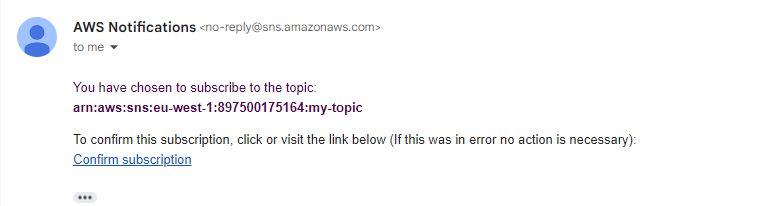 AWS Notifications <no-reply@sns.amazonaws.com>
to me
You have chosen to subscribe to the topic:
arn:aws:sns:eu-west-1:897500175164:my-topic
To confirm this subscription, click or visit the link below (If this was in error no action is necessary):
Confirm subscription